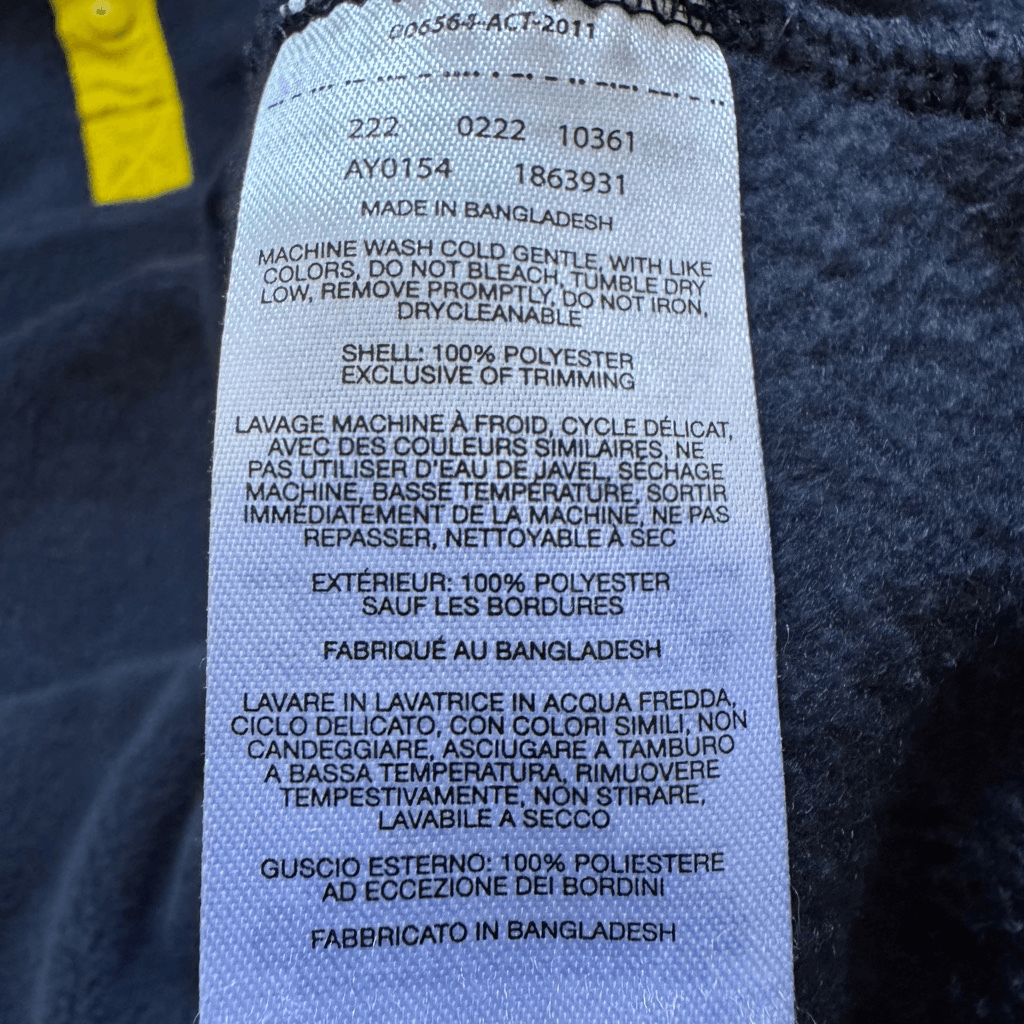 006564-ACT-2011
222 0222 10361
AY0154 1863931
MADE IN BANGLADESH
MACHINE WASH COLD GENTLE, WITH LIKE
COLORS, DO NOT BLEACH, TUMBLE DRY
LOW, REMOVE PROMPTLY, DO NOT IRON,
DRYCLEANABLE
SHELL: 100% POLYESTER
EXCLUSIVE OF TRIMMING
LAVAGE MACHINE À FROID, CYCLE DÉLICAT,
AVEC DES COULEURS SIMILAIRES, NE
PAS UTILISER D'EAU DE JAVEL, SÉCHAGE
MACHINE, BASSE TEMPÉRATURE, SORTIR
IMMÉDIATEMENT DE LA MACHINE, NE PAS
REPASSER, NETTOYABLE À SEC
EXTÉRIEUR: 100% POLYESTER
SAUF LES BORDURES
FABRIQUÉ AU BANGLADESH
LAVARE IN LAVATRICE IN ACQUA FREDDA,
CICLO DELICATO, CON COLORI SIMILI, NON
CANDEGGIARE, ASCIUGARE A TAMBURO
A BASSA TEMPERATURA, RIMUOVERE
TEMPESTIVAMENTE, NON STIRARE,
LAVABILE A SECCO
GUSCIO ESTERNO: 100% POLIESTERE
AD ECCEZIONE DEI BORDINI
FABBRICATO IN BANGLADESH